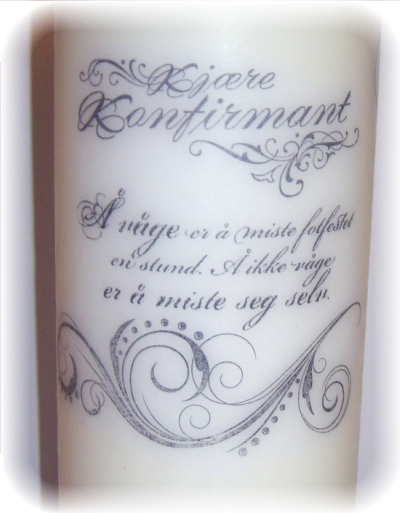 Kjære
Konfirmant
Å våge er å miste fotfestet
en stund. Å ikke våge
er å miste seg selv.